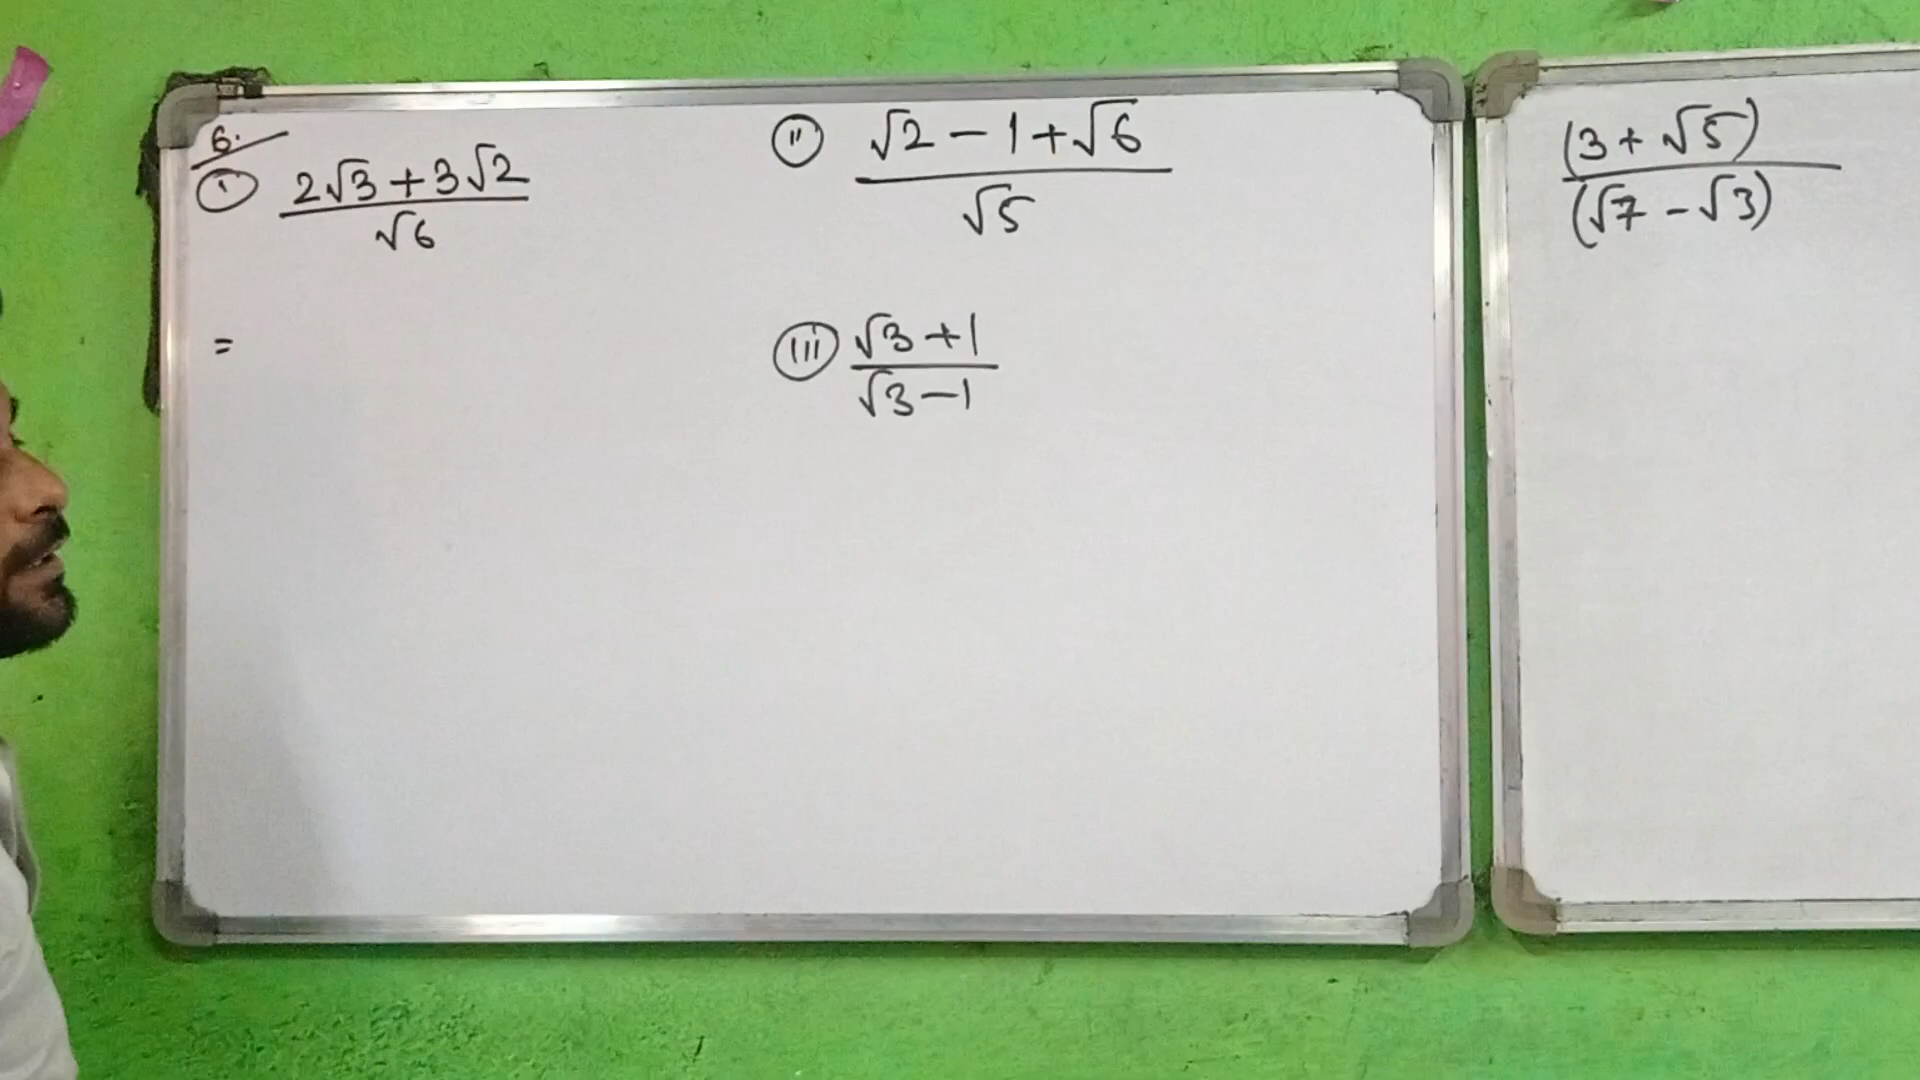 6.
(i) (2√3 + 3√2) / √6
=
(ii) (√2 - 1 + √6) / √5
(iii) (√3 + 1) / (√3 - 1)
(3 + √5) / (√7 - √3)